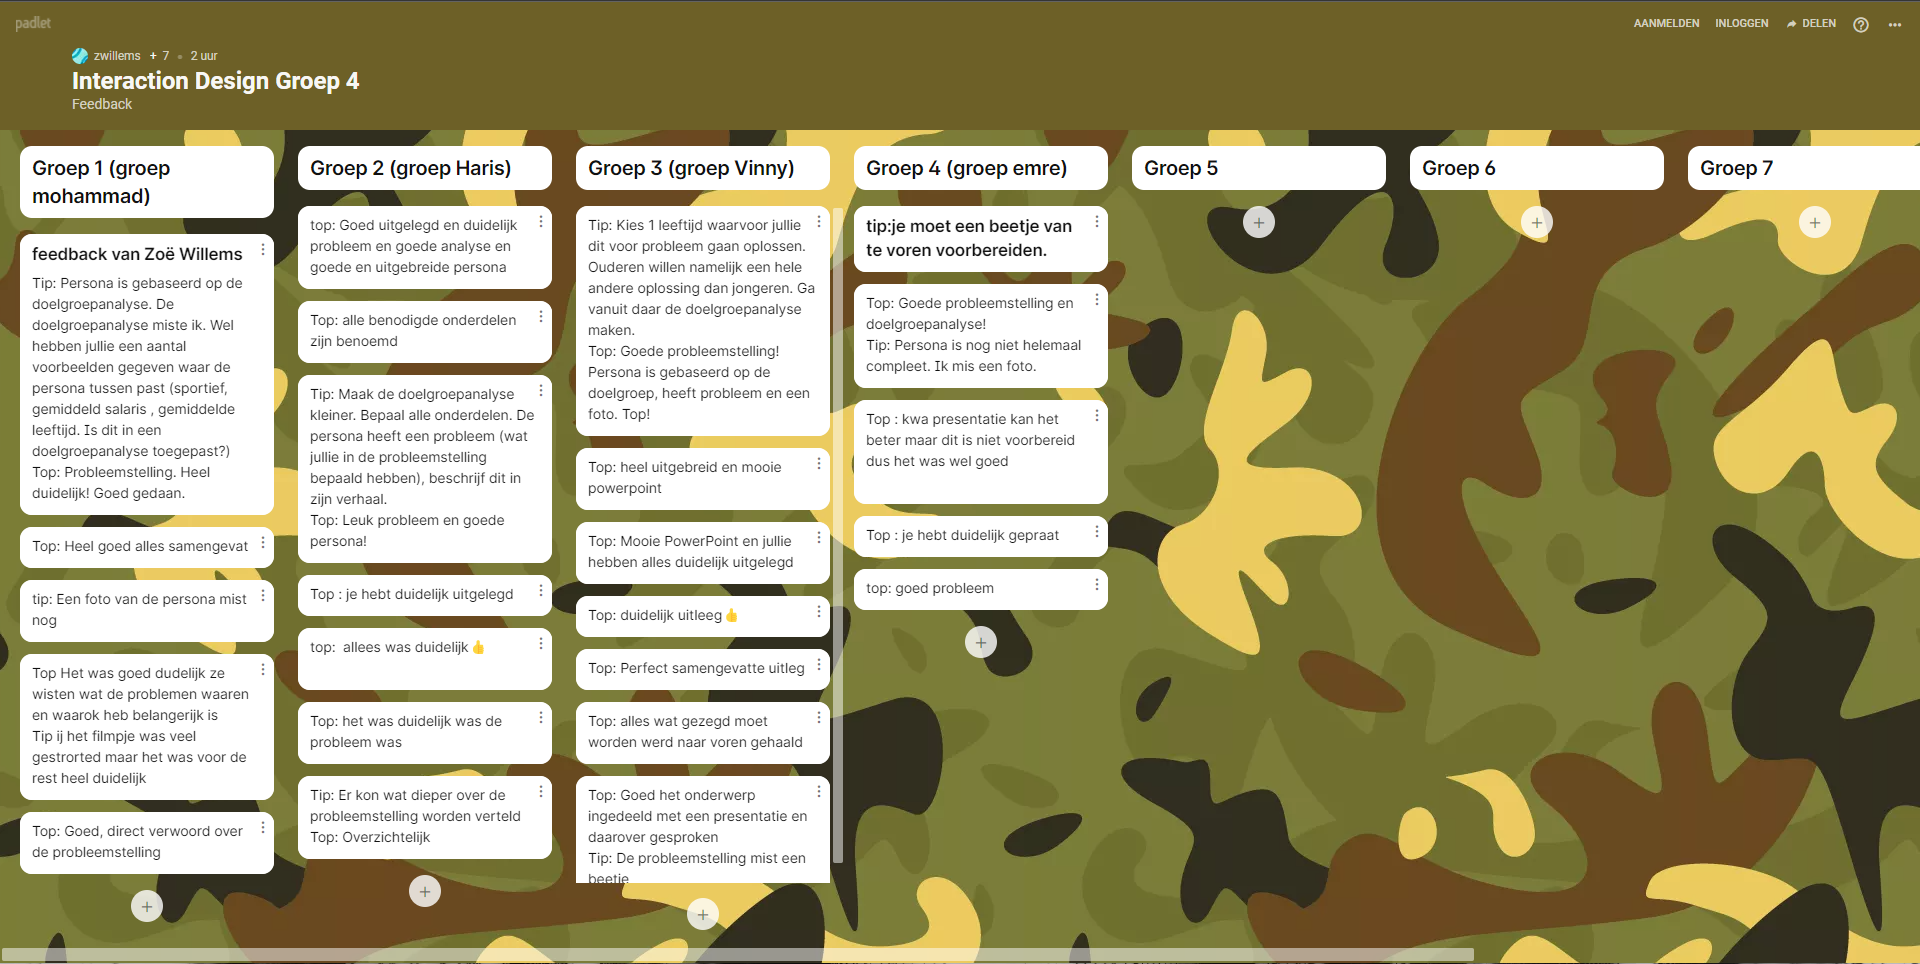 padlet
AANMELDEN
INLOGGEN
DELEN
zwillems + 7 • 2 uur
Interaction Design Groep 4
Feedback
Groep 1 (groep
mohammad)
feedback van Zoë Willems
Tip: Persona is gebaseerd op de
doelgroepanalyse. De
doelgroepanalyse miste ik. Wel
hebben jullie een aantal
voorbeelden gegeven waar de
persona tussen past (sportief,
gemiddeld salaris , gemiddelde
leeftijd. Is dit in een
doelgroepanalyse toegepast?)
Top: Probleemstelling. Heel
duidelijk! Goed gedaan.
Top: Heel goed alles samengevat
tip: Een foto van de persona mist
nog
Top Het was goed dudelijk ze
wisten wat de problemen waaren
en waarok heb belangerijk is
Tip ij het filmpje was veel
gestrorted maar het was voor de
rest heel duidelijk
Top: Goed, direct verwoord over
de probleemstelling
Groep 2 (groep Haris)
top: Goed uitgelegd en duidelijk
probleem en goede analyse en
goede en uitgebreide persona
Top: alle benodigde onderdelen
zijn benoemd
Tip: Maak de doelgroepanalyse
kleiner. Bepaal alle onderdelen. De
persona heeft een probleem (wat
jullie in de probleemstelling
bepaald hebben), beschrijf dit in
zijn verhaal.
Top: Leuk probleem en goede
persona!
Top : je hebt duidelijk uitgelegd
top:  allees was duidelijk👍
Top: het was duidelijk was de
probleem was
Tip: Er kon wat dieper over de
probleemstelling worden verteld
Top: Overzichtelijk
Groep 3 (groep Vinny)
Tip: Kies 1 leeftijd waarvoor jullie
dit voor probleem gaan oplossen.
Ouderen willen namelijk een hele
andere oplossing dan jongeren. Ga
vanuit daar de doelgroepanalyse
maken.
Top: Goede probleemstelling!
Persona is gebaseerd op de
doelgroep, heeft probleem en een
foto. Top!
Top: heel uitgebreid en mooie
powerpoint
Top: Mooie PowerPoint en jullie
hebben alles duidelijk uitgelegd
Top: duidelijk uitleeg👍
Top: Perfect samengevatte uitleg
Top: alles wat gezegd moet
worden werd naar voren gehaald
Top: Goed het onderwerp
ingedeeld met een presentatie en
daarover gesproken
Tip: De probleemstelling mist een
beetje
Groep 4 (groep emre)
tip:je moet een beetje van
te voren voorbereiden.
Top: Goede probleemstelling en
doelgroepanalyse!
Tip: Persona is nog niet helemaal
compleet. Ik mis een foto.
Top : kwa presentatie kan het
beter maar dit is niet voorbereid
dus het was wel goed
Top : je hebt duidelijk gepraat
top: goed probleem
Groep 5
Groep 6
Groep 7